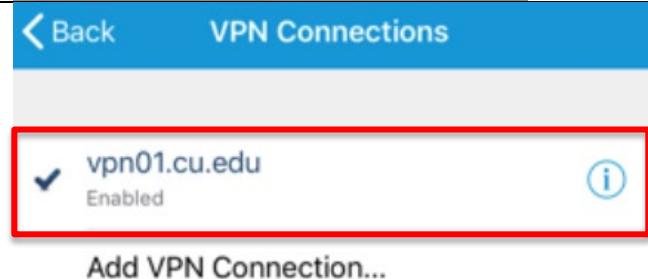 Back VPN Connections
vpn01.cu.edu
Enabled
Add VPN Connection...